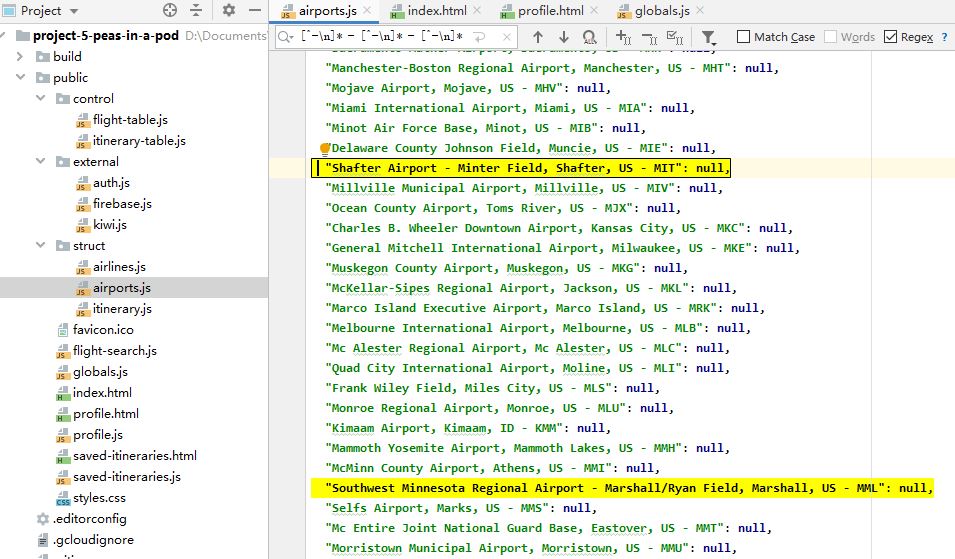 Project
project-5-peas-in-a-pod D:\Documents\
build
public
control
flight-table.js
itinerary-table.js
external
auth.js
firebase.js
kiwi.js
struct
airlines.js
airports.js
itinerary.js
favicon.ico
flight-search.js
globals.js
index.html
profile.html
profile.js
saved-itineraries.html
saved-itineraries.js
styles.css
.editorconfig
.gcloudignore
airports.js
index.html
profile.html
globals.js
[^-\n]* - [^-\n]* - [^-\n]*
Match Case
Words
Regex
?
"Manchester-Boston Regional Airport, Manchester, US - MHT": null,
"Mojave Airport, Mojave, US - MHV": null,
"Miami International Airport, Miami, US - MIA": null,
"Minot Air Force Base, Minot, US - MIB": null,
"Delaware County Johnson Field, Muncie, US - MIE": null,
"Shafter Airport - Minter Field, Shafter, US - MIT": null,
"Millville Municipal Airport, Millville, US - MIV": null,
"Ocean County Airport, Toms River, US - MJX": null,
"Charles B. Wheeler Downtown Airport, Kansas City, US - MKC": null,
"General Mitchell International Airport, Milwaukee, US - MKE": null,
"Muskegon County Airport, Muskegon, US - MKG": null,
"McKellar-Sipes Regional Airport, Jackson, US - MKL": null,
"Marco Island Executive Airport, Marco Island, US - MRK": null,
"Melbourne International Airport, Melbourne, US - MLB": null,
"Mc Alester Regional Airport, Mc Alester, US - MLC": null,
"Quad City International Airport, Moline, US - MLI": null,
"Frank Wiley Field, Miles City, US - MLS": null,
"Monroe Regional Airport, Monroe, US - MLU": null,
"Kimaam Airport, Kimaam, ID - KMM": null,
"Mammoth Yosemite Airport, Mammoth Lakes, US - MMH": null,
"McMinn County Airport, Athens, US - MMI": null,
"Southwest Minnesota Regional Airport - Marshall/Ryan Field, Marshall, US - MML": null,
"Selfs Airport, Marks, US - MMS": null,
"Mc Entire Joint National Guard Base, Eastover, US - MMT": null,
"Morristown Municipal Airport, Morristown, US - MMU": null,